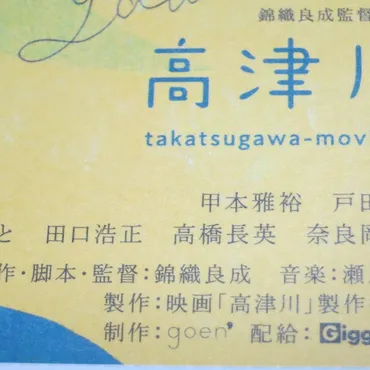 錦織良成監督
高津川
takatsugawa-mov
甲本雅裕 戸田
と 田口浩正 高橋長英 奈良岡
作・脚本・監督：錦織良成 音楽：瀬
製作：映画「高津川」製作
制作：goen° 配給：Gigg